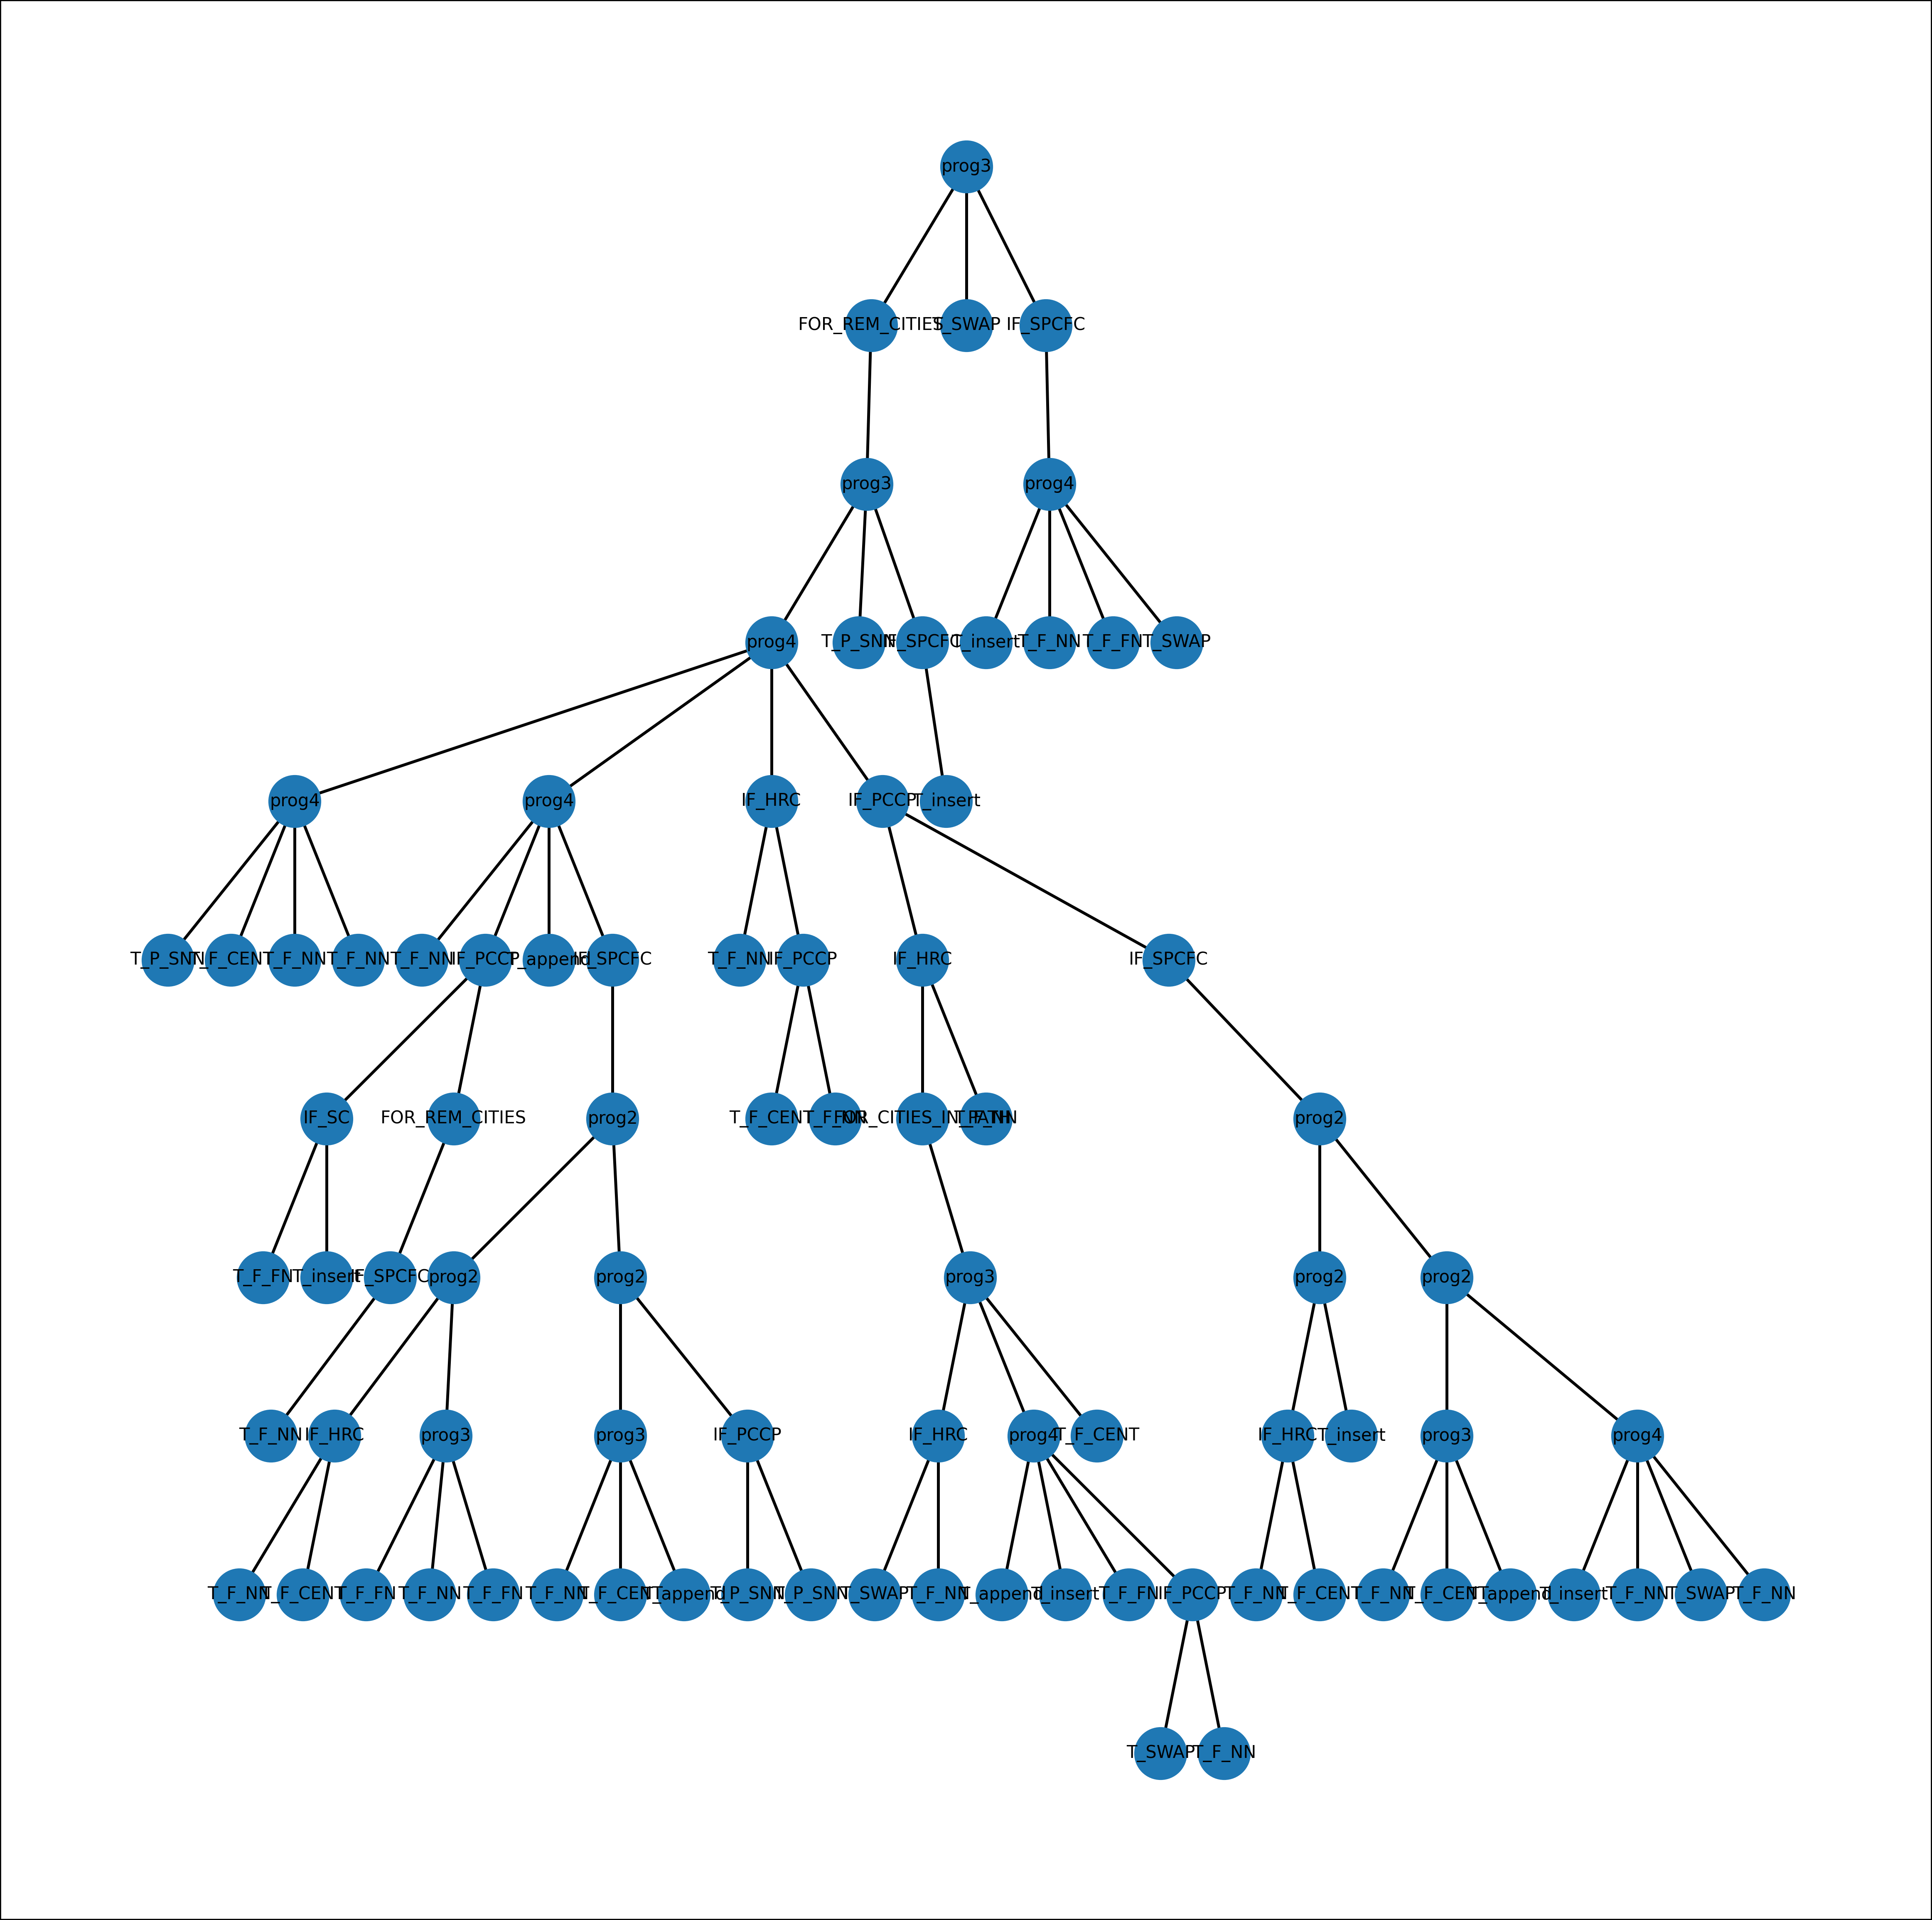 prog3
FOR_REM_CITIES T_SWAP IF_SPCFC
prog3 prog4
prog4 T_P_SNN IF_SPCFC T_insert T_F_NN T_F_FN T_SWAP
prog4 prog4 IF_HRC IF_PCCP T_insert
T_P_SNN T_F_CENT T_F_NN T_F_NN T_F_NN IF_PCCP T_append IF_SPCFC T_F_NN IF_PCCP IF_HRC IF_SPCFC
IF_SC FOR_REM_CITIES prog2 T_F_CENT T_F_FN FOR_CITIES_IN_PATH T_F_NN prog2
T_F_FN T_insert IF_SPCFC prog2 prog2 prog3 prog2 prog2
T_F_NN IF_HRC prog3 prog3 IF_PCCP IF_HRC prog4 T_F_CENT IF_HRC T_insert prog3 prog4
T_F_NN T_F_CENT T_F_FN T_F_NN T_F_FN T_F_NN T_F_CENT T_append T_P_SNN T_P_SNN T_SWAP T_F_NN T_append T_insert T_F_FN IF_PCCP T_F_NN T_F_CENT T_F_NN T_F_CENT T_append T_insert T_F_NN T_SWAP T_F_NN
T_SWAP T_F_NN